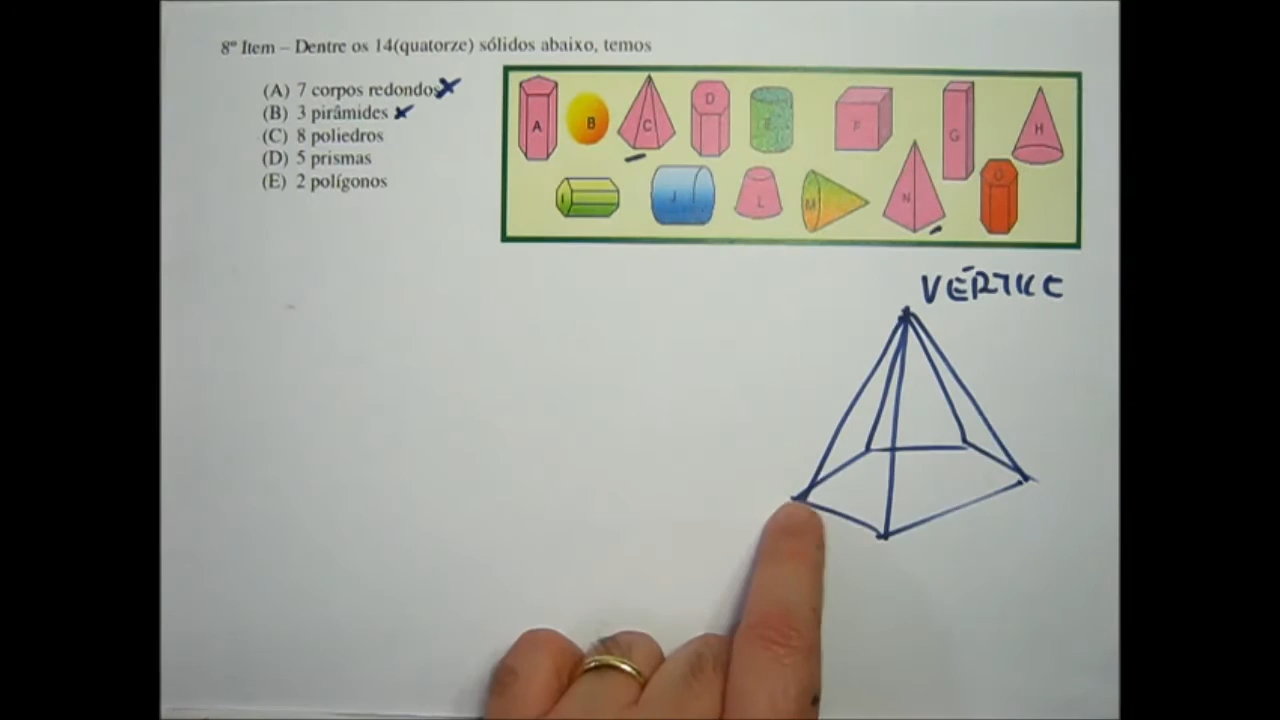 8º Item – Dentre os 14(quatorze) sólidos abaixo, temos
(A) 7 corpos redondos
(B) 3 pirâmides
(C) 8 poliedros
(D) 5 prismas
(E) 2 polígonos
A B C D E F G H
I J L M N O
VÉRTICE